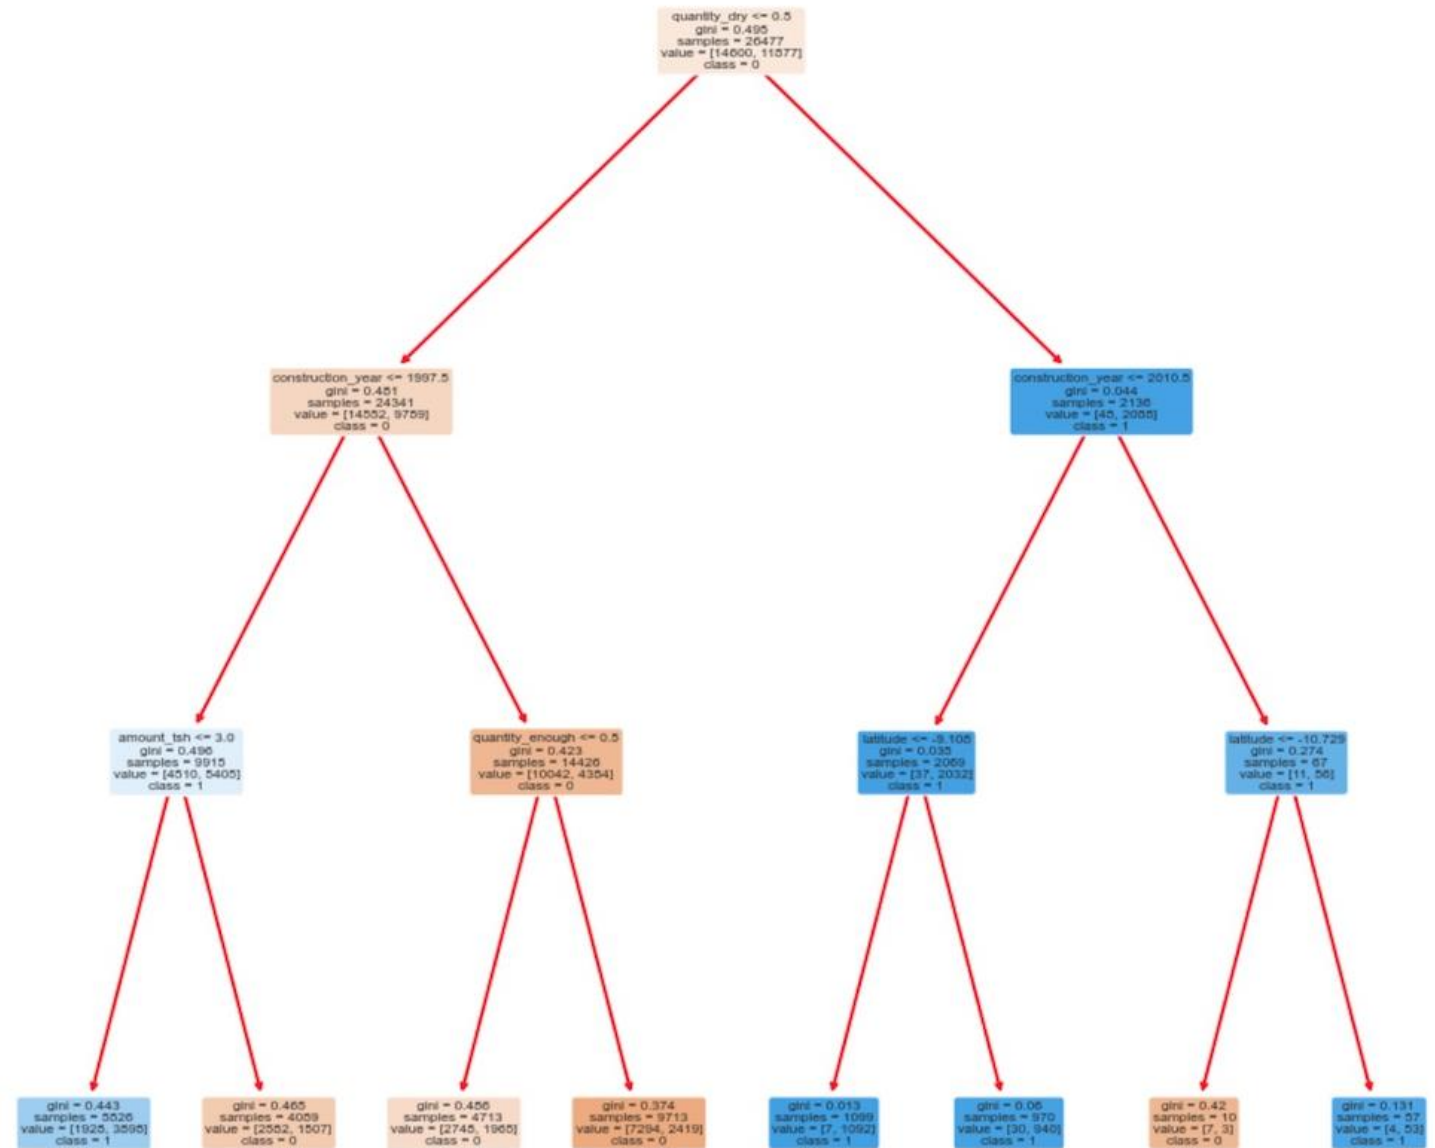 quantity_dry <= 0.5
gini = 0.495
samples = 26477
value = [14600, 11877]
class = 0
construction_year <= 1997.5
gini = 0.481
samples = 24341
value = [14552, 9789]
class = 0
construction_year <= 2010.5
gini = 0.044
samples = 2136
value = [48, 2088]
class = 1
amount_tsh <= 3.0
gini = 0.496
samples = 9915
value = [4510, 5405]
class = 1
quantity_enough <= 0.5
gini = 0.423
samples = 14426
value = [10042, 4384]
class = 0
latitude <=
gini = 0.035
samples = 2069
value = [37, 2032]
class = 1
latitude <= -10.729
gini = 0.274
samples = 67
value = [11, 56]
class = 1
gini = 0.443
samples = 5826
value = [1928, 3898]
class = 1
gini = 0.465
samples = 4089
value = [2582, 1507]
class = 0
gini = 0.486
samples = 4713
value = [2748, 1965]
class = 0
gini = 0.374
samples = 9713
value = [7294, 2419]
class = 0
gini = 0.013
samples = 1099
value = [7, 1092]
class = 1
gini = 0.06
samples = 970
value = [30, 940]
class = 1
gini = 0.42
samples = 10
value = [7, 3]
class = 0
gini = 0.131
samples = 57
value = [4, 53]
class = 1